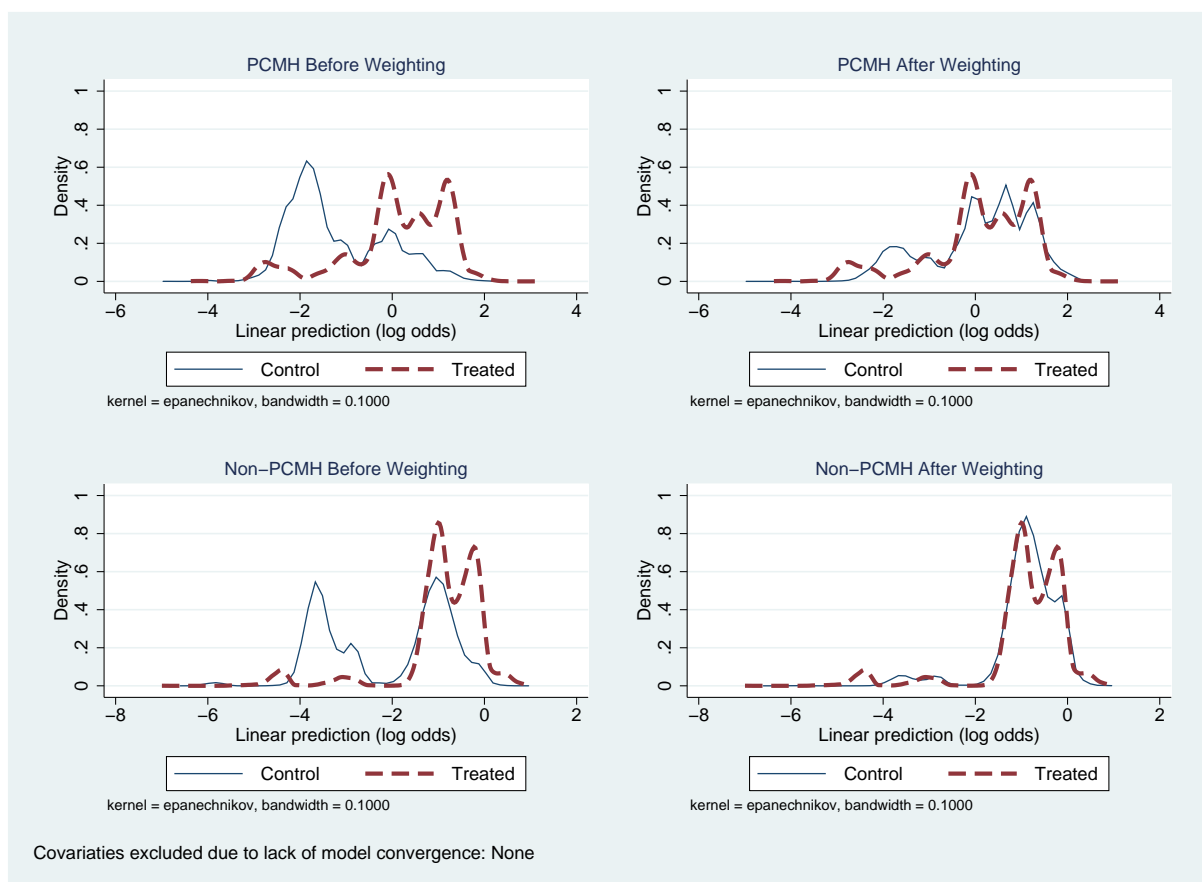 PCMH Before Weighting
Density
0 .2 .4 .6 .8 1
−6 −4 −2 0 2 4
Linear prediction (log odds)
Control Treated
kernel = epanechnikov, bandwidth = 0.1000
PCMH After Weighting
Density
0 .2 .4 .6 .8 1
−6 −4 −2 0 2 4
Linear prediction (log odds)
Control Treated
kernel = epanechnikov, bandwidth = 0.1000
Non−PCMH Before Weighting
Density
0 .2 .4 .6 .8 1
−8 −6 −4 −2 0 2
Linear prediction (log odds)
Control Treated
kernel = epanechnikov, bandwidth = 0.1000
Non−PCMH After Weighting
Density
0 .2 .4 .6 .8 1
−8 −6 −4 −2 0 2
Linear prediction (log odds)
Control Treated
kernel = epanechnikov, bandwidth = 0.1000
Covariaties excluded due to lack of model convergence: None